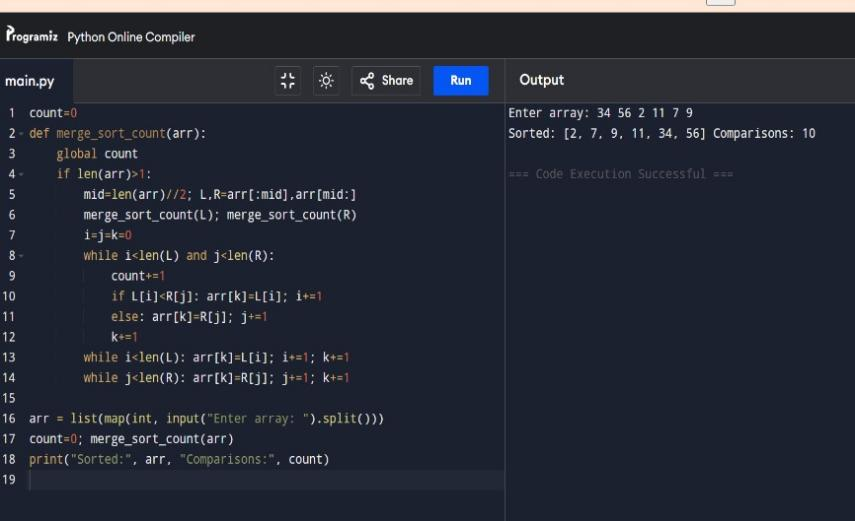 Programiz Python Online Compiler
main.py
Share
Run
Output
1 count=0
2 def merge_sort_count(arr):
3     global count
4     if len(arr)>1:
5         mid=len(arr)//2; L,R=arr[:mid],arr[mid:]
6         merge_sort_count(L); merge_sort_count(R)
7         i=j=k=0
8         while i<len(L) and j<len(R):
9             count+=1
10             if L[i]<R[j]: arr[k]=L[i]; i+=1
11             else: arr[k]=R[j]; j+=1
12             k+=1
13         while i<len(L): arr[k]=L[i]; i+=1; k+=1
14         while j<len(R): arr[k]=R[j]; j+=1; k+=1
15
16 arr = list(map(int, input("Enter array: ").split()))
17 count=0; merge_sort_count(arr)
18 print("Sorted:", arr, "Comparisons:", count)
19
Enter array: 34 56 2 11 7 9
Sorted: [2, 7, 9, 11, 34, 56] Comparisons: 10
=== Code Execution Successful ===